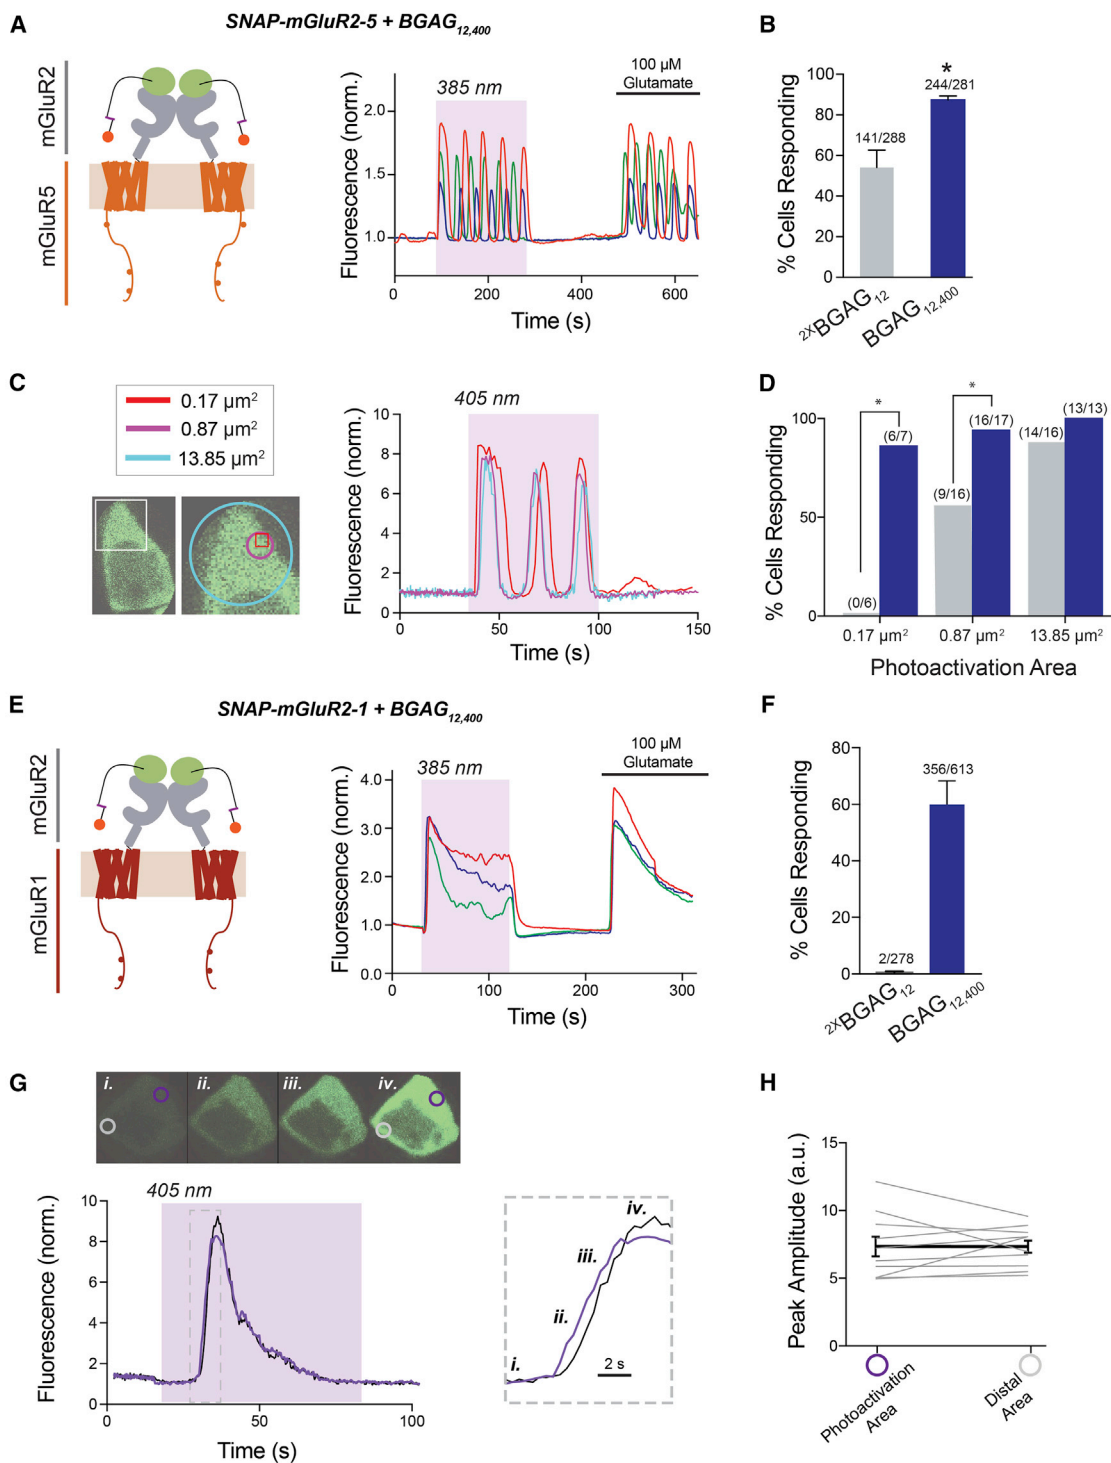 A
SNAP-mGluR2-5 + BGAG12,400
mGluR2
mGluR5
385 nm
100 µM
Glutamate
Fluorescence (norm.)
2.0
1.5
1.0
0
200
400
600
Time (s)
B
*
% Cells Responding
100
80
60
40
20
0
141/288
244/281
2XBGAG12
BGAG12,400
C
0.17 µm²
0.87 µm²
13.85 µm²
405 nm
Fluorescence (norm.)
10
8
6
4
2
0
0
50
100
150
Time (s)
D
% Cells Responding
100
50
0
*
*
(0/6)
(6/7)
(9/16)
(16/17)
(14/16)
(13/13)
0.17 µm²
0.87 µm²
13.85 µm²
Photoactivation Area
E
SNAP-mGluR2-1 + BGAG12,400
mGluR2
mGluR1
385 nm
100 µM
Glutamate
Fluorescence (norm.)
4.0
3.0
2.0
1.0
0.0
0
100
200
300
Time (s)
F
% Cells Responding
80
60
40
20
0
2/278
356/613
2XBGAG12
BGAG12,400
G
i.
ii.
iii.
iv.
405 nm
Fluorescence (norm.)
10
8
6
4
2
0
0
50
100
Time (s)
i.
ii.
iii.
iv.
2 s
H
Peak Amplitude (a.u.)
15
10
5
0
Photoactivation
Area
Distal
Area